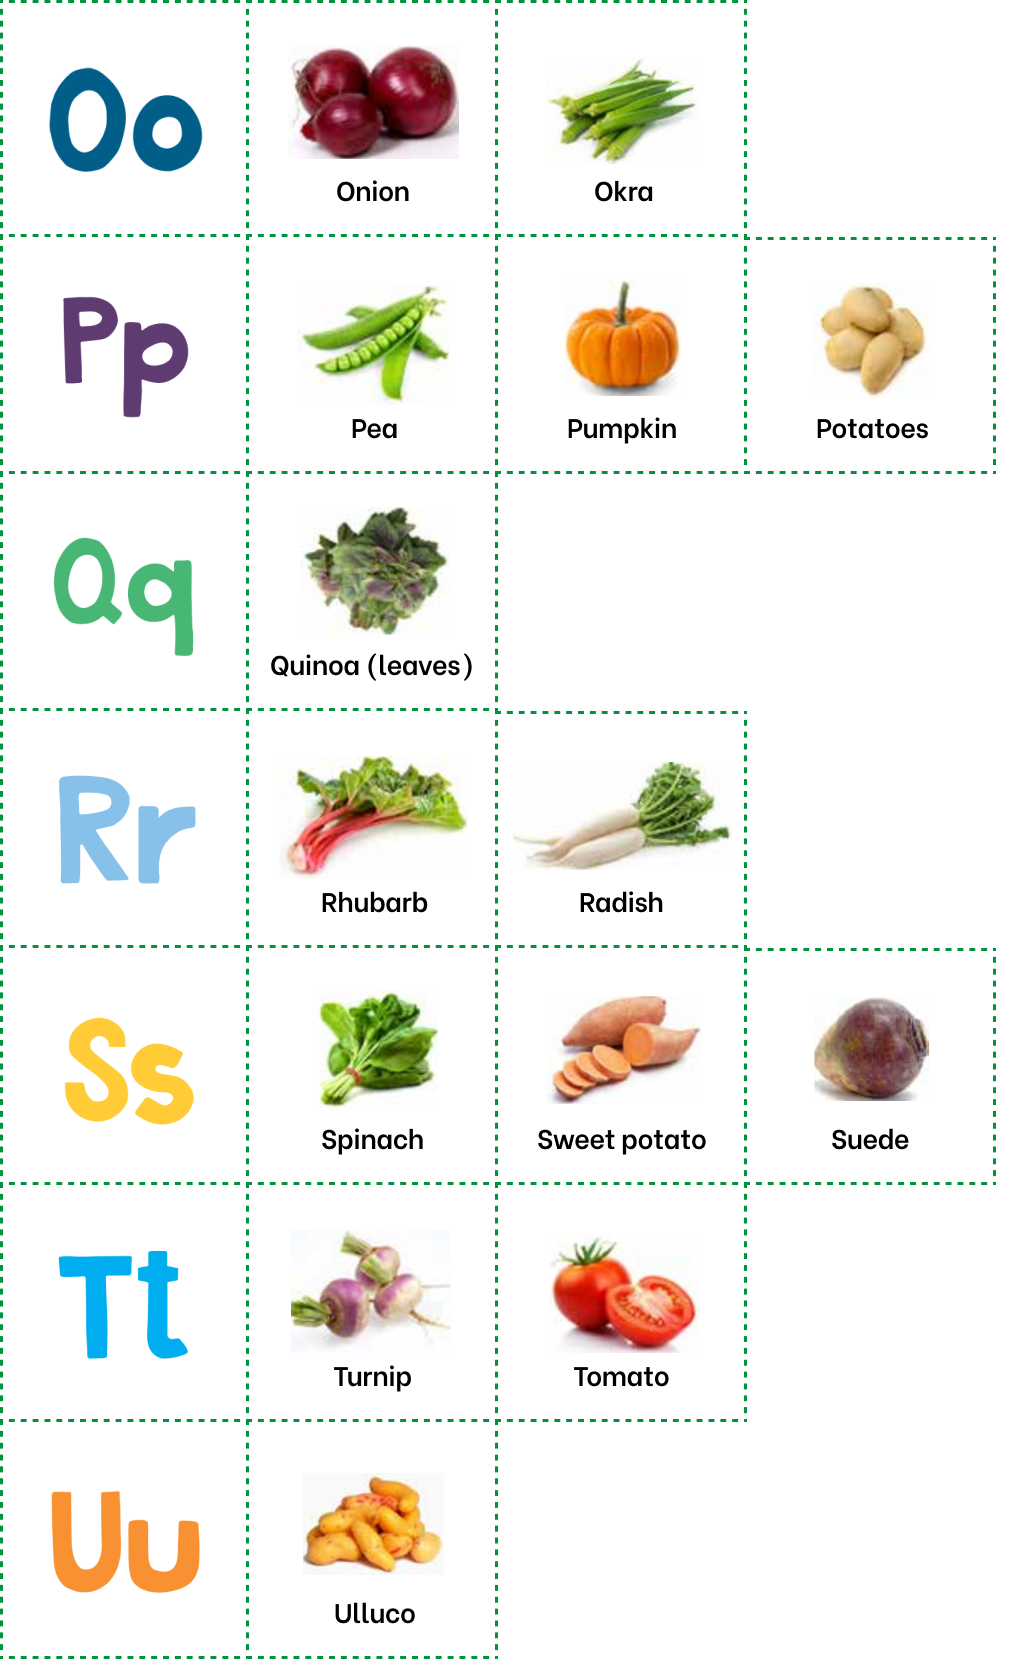 Oo
Onion
Okra
Pp
Pea
Pumpkin
Potatoes
Qq
Quinoa (leaves)
Rr
Rhubarb
Radish
Ss
Spinach
Sweet potato
Suede
Tt
Turnip
Tomato
Uu
Ulluco